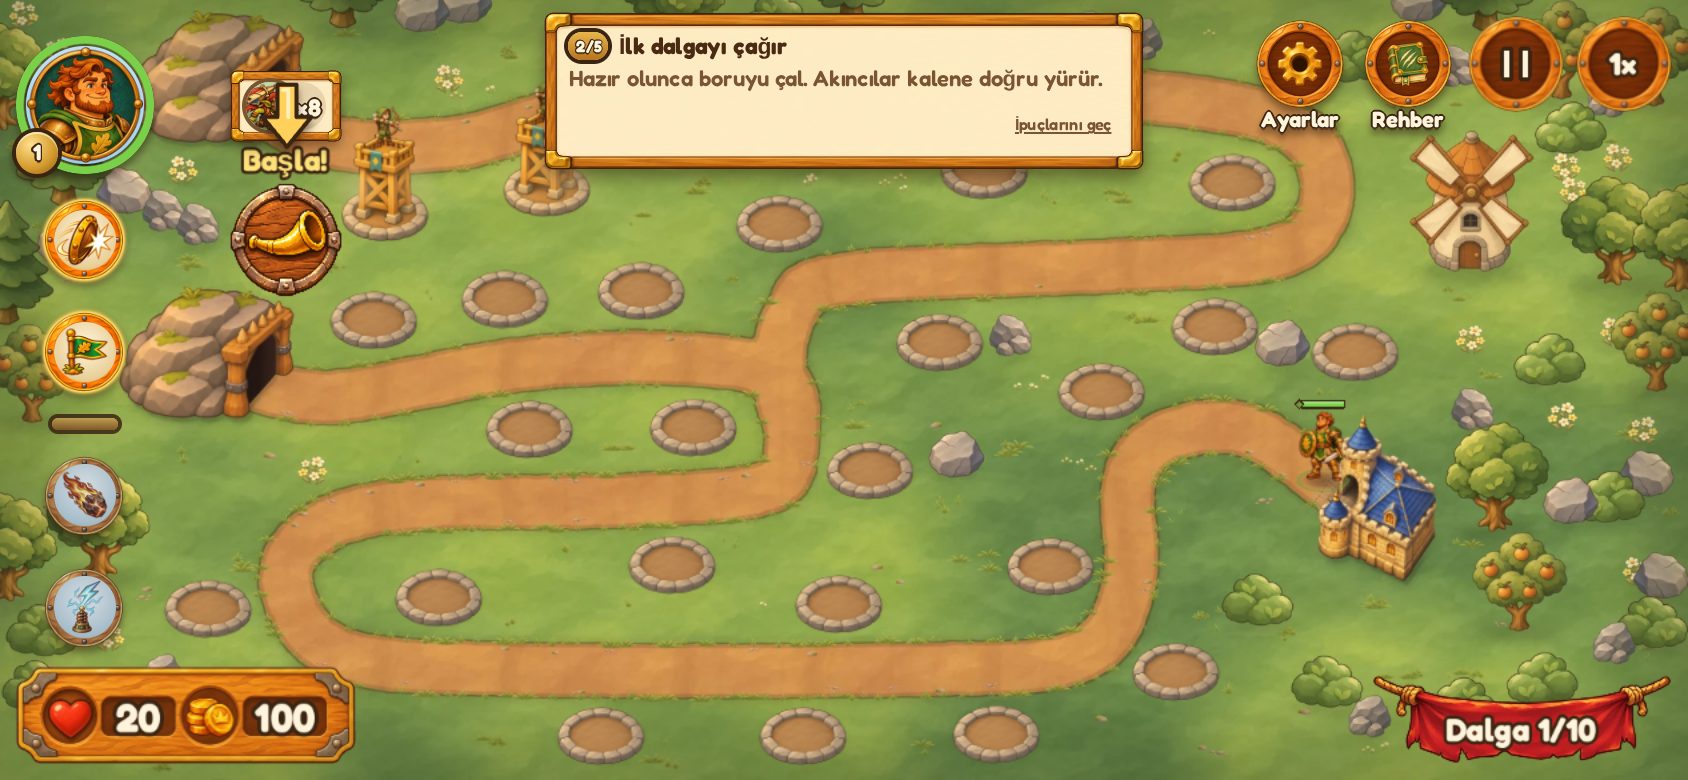 2/5 İlk dalgayı çağır
Hazır olunca boruyu çal. Akıncılar kalene doğru yürür.
İpuçlarını geç
x8
Başla!
1
Ayarlar
Rehber
1x
20
100
Dalga 1/10